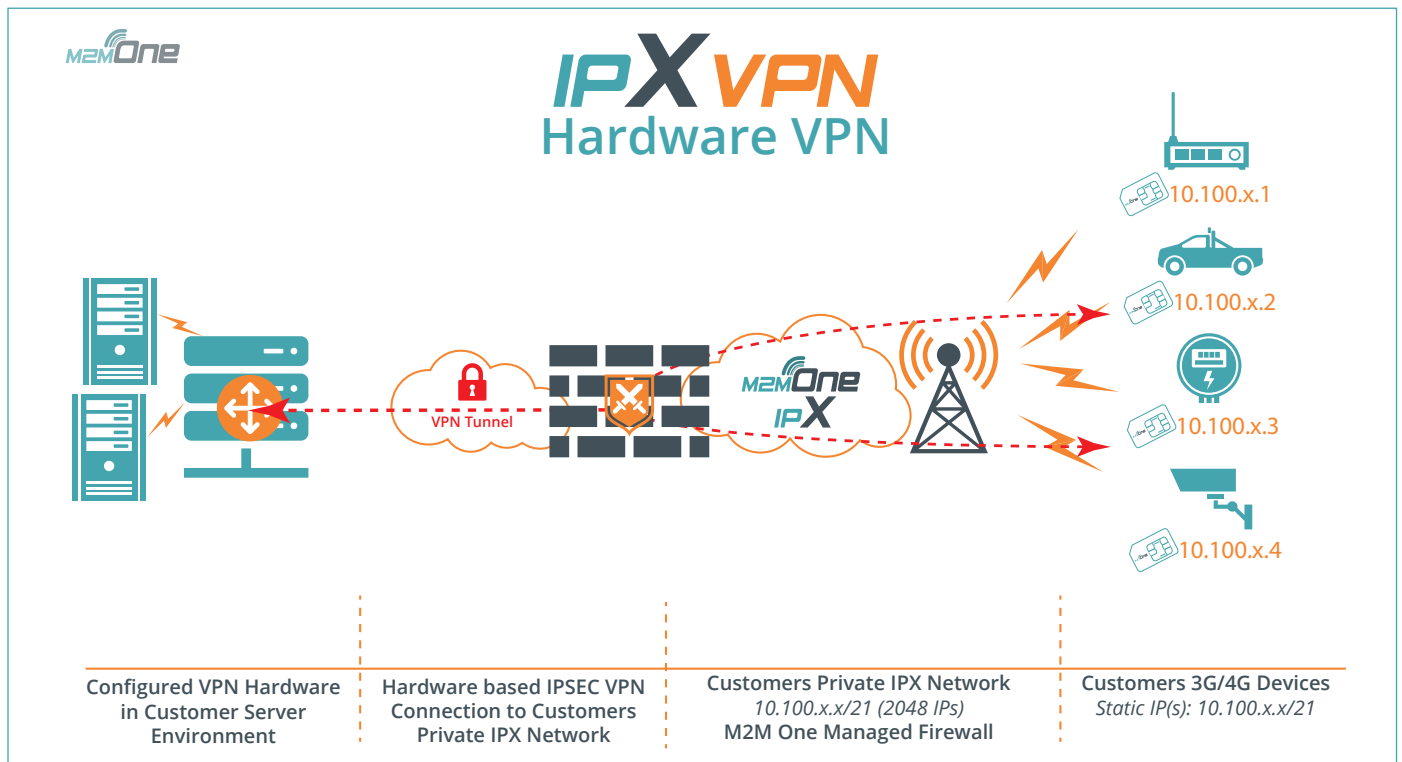 M2MOne
IPXVPN
Hardware VPN
10.100.x.1
10.100.x.2
VPN Tunnel
M2MOne
IPX
10.100.x.3
10.100.x.4
Configured VPN Hardware
in Customer Server
Environment
Hardware based IPSEC VPN
Connection to Customers
Private IPX Network
Customers Private IPX Network
10.100.x.x/21 (2048 IPs)
M2M One Managed Firewall
Customers 3G/4G Devices
Static IP(s): 10.100.x.x/21